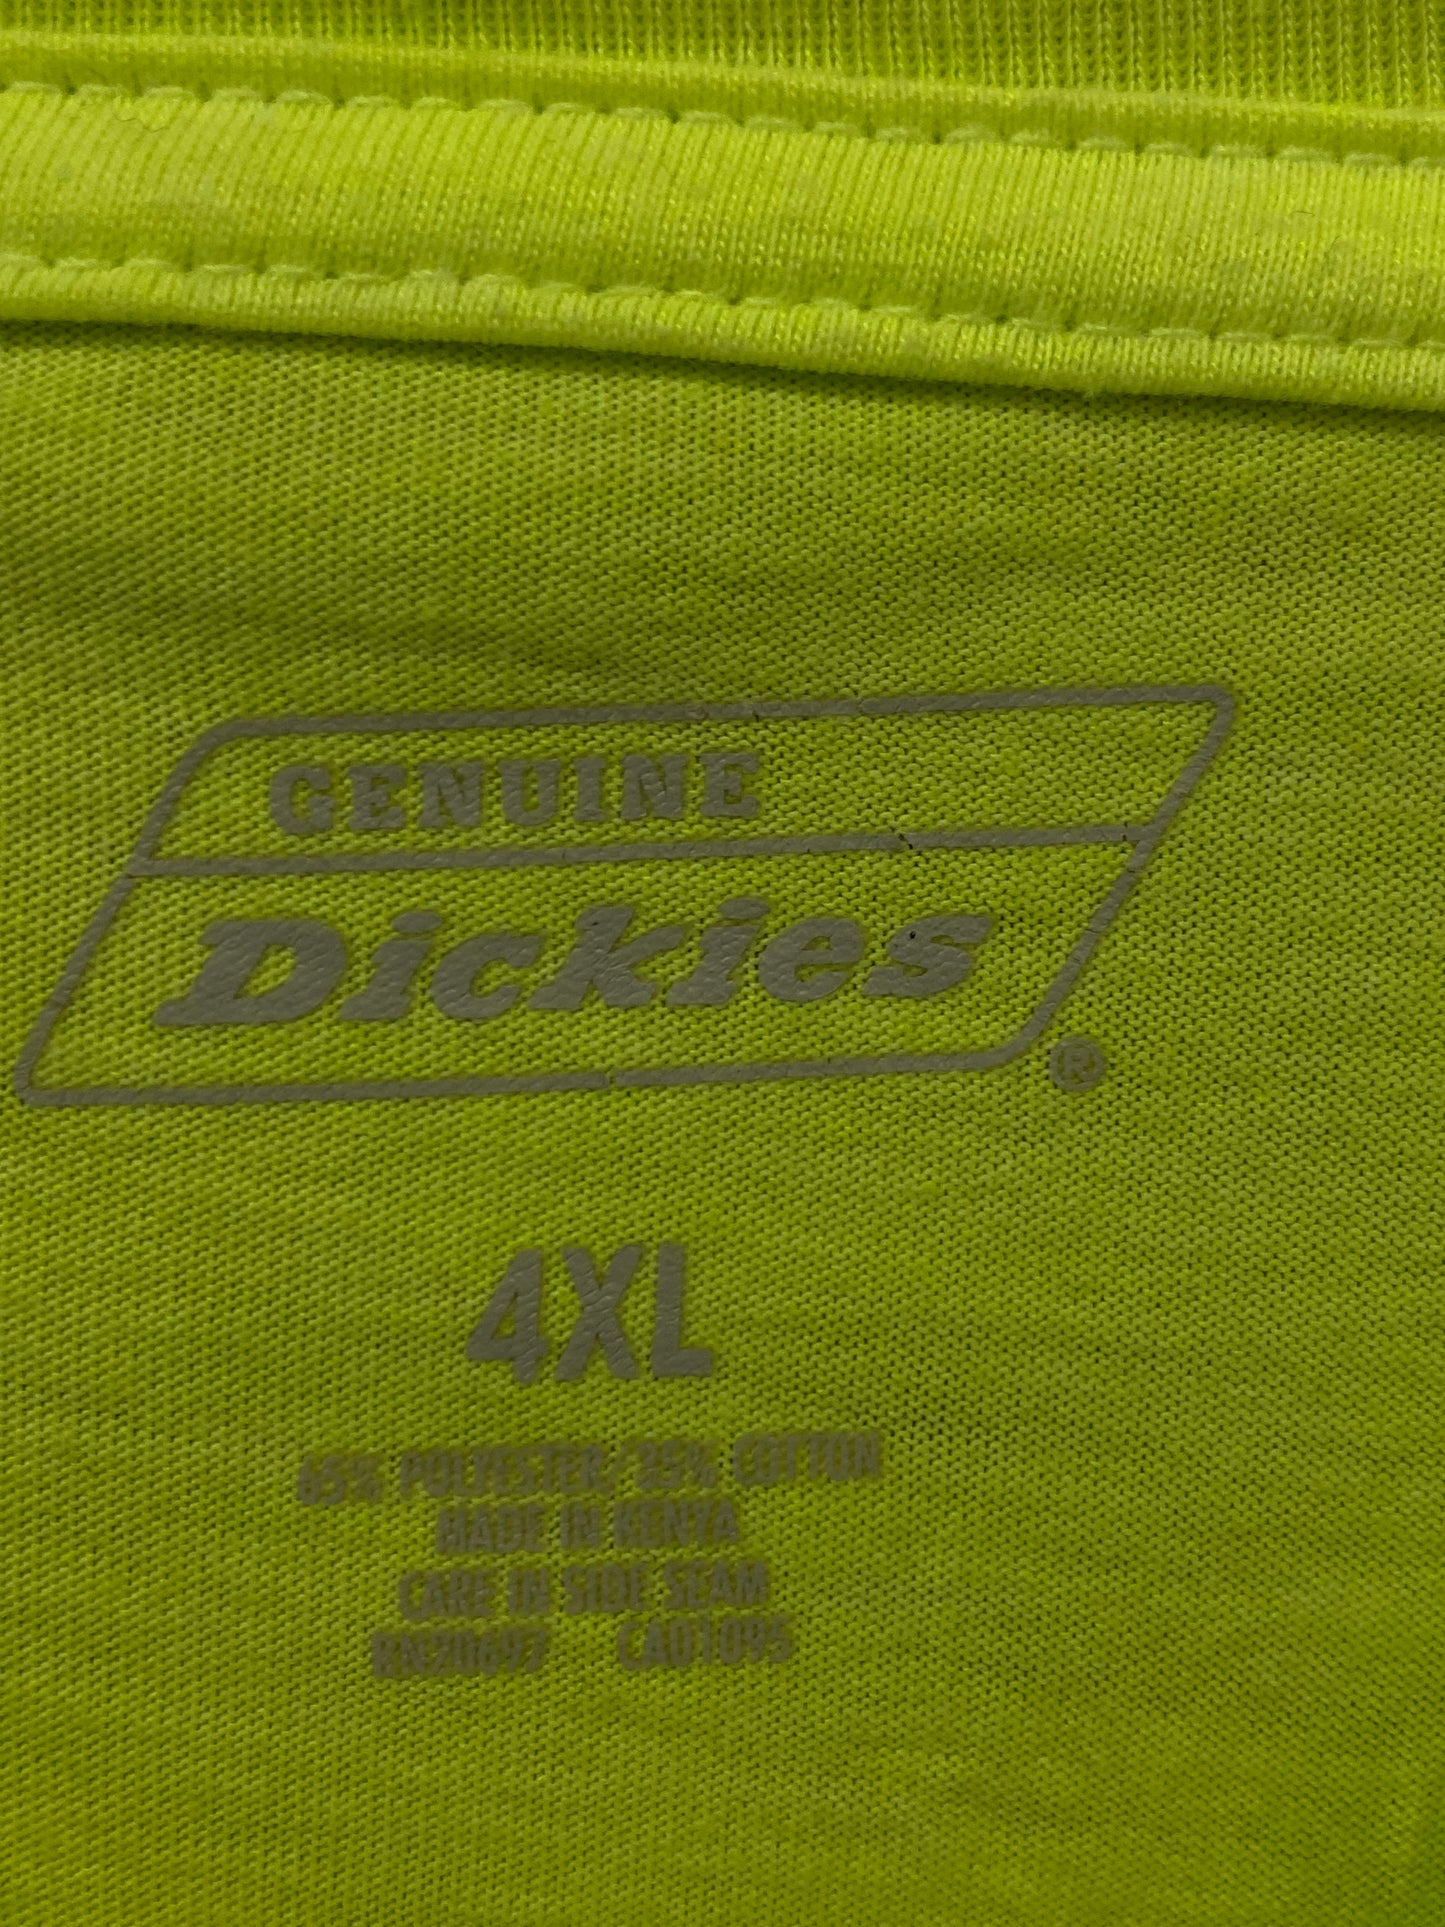 GENUINE
Dickies®
4XL
65% POLYESTER/35% COTTON
MADE IN KENYA
CARE IN SIDE SEAM
RN20697 CA01095